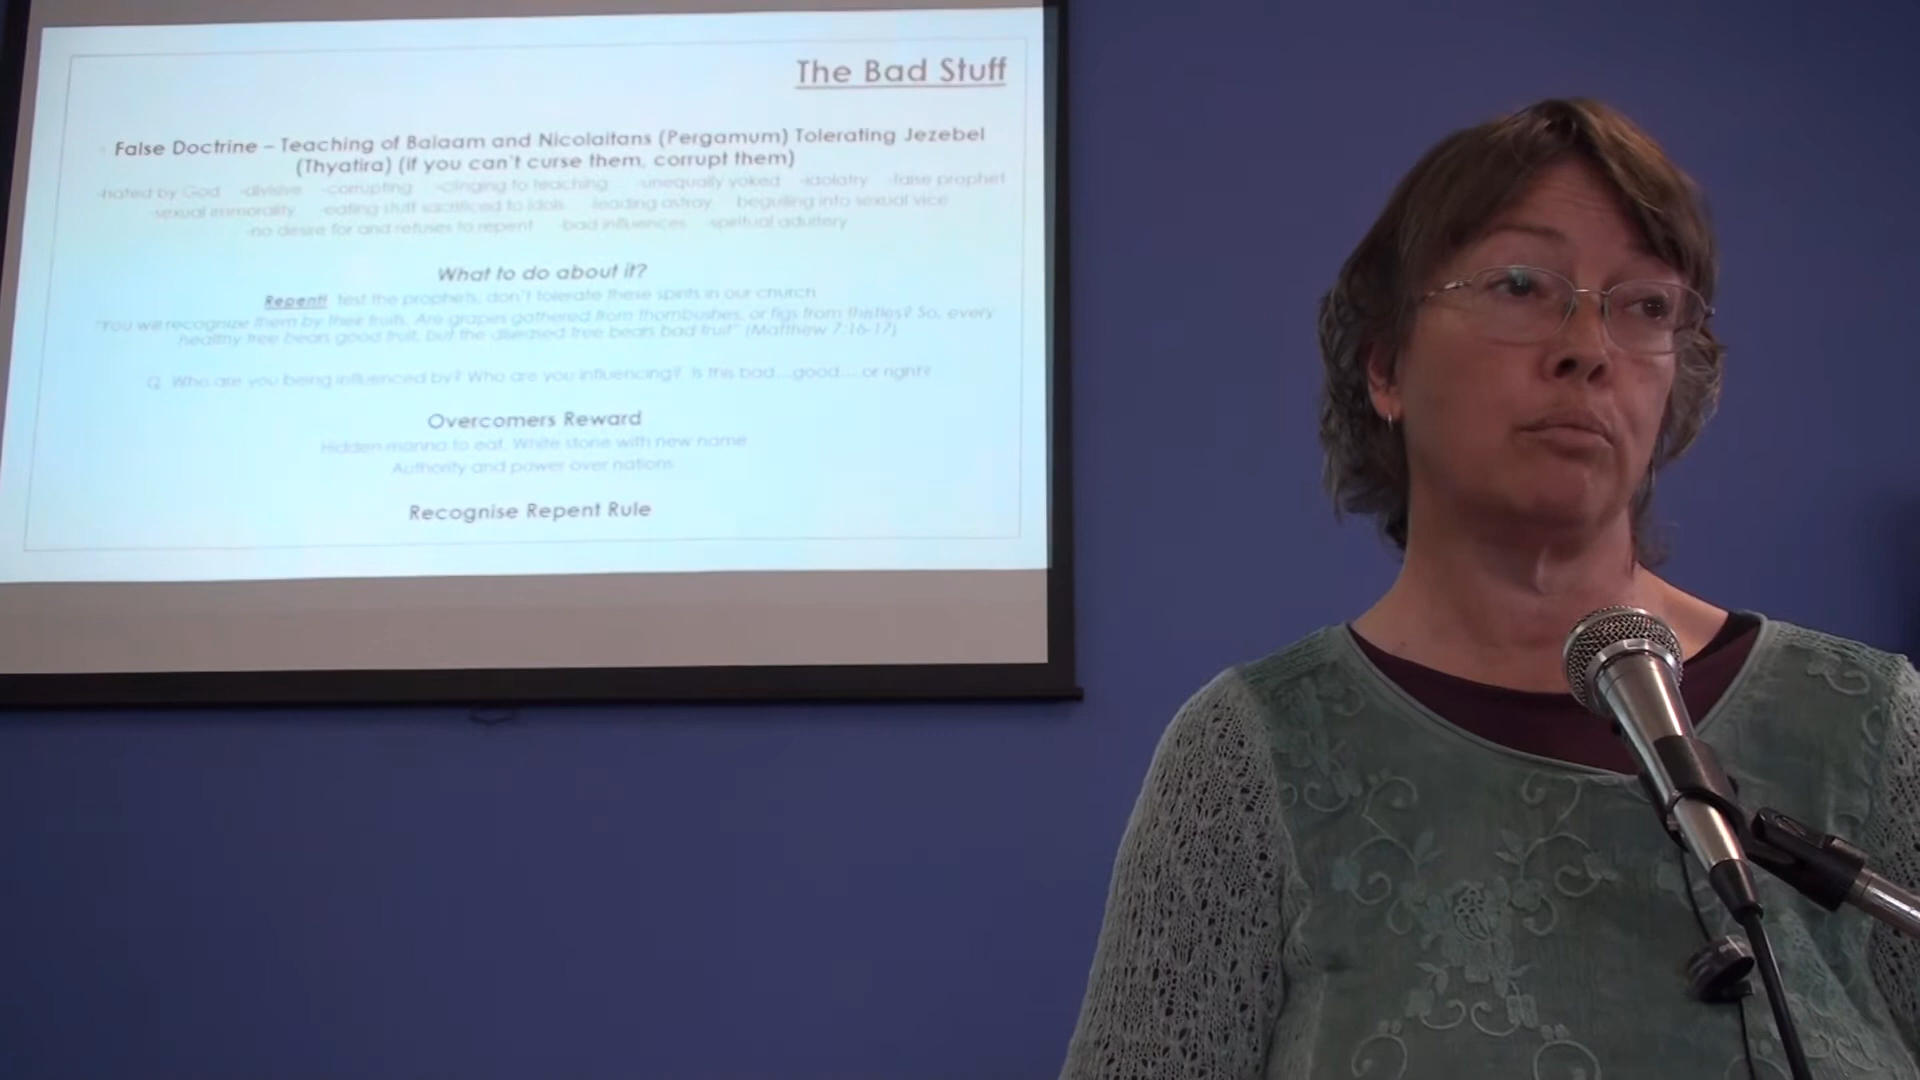 The Bad Stuff
False Doctrine – Teaching of Balaam and Nicolaitans (Pergamum) Tolerating Jezebel
(Thyatira) (if you can't curse them, corrupt them)
-hated by God -divisive -corrupting -clinging to teaching -unequally yoked -idolatry -false prophet
-sexual immorality -eating stuff sacrificed to idols -leading astray beguiling into sexual vice
-no desire for and refuses to repent -bad influences -spiritual adultery
What to do about it?
Repent! test the prophets, don't tolerate these spirits in our church
"You will recognize them by their fruits. Are grapes gathered from thornbushes, or figs from thistles? So, every
healthy tree bears good fruit, but the diseased tree bears bad fruit" (Matthew 7:16-17)
Q. Who are you being influenced by? Who are you influencing? Is this bad...good....or right?
Overcomers Reward
Hidden manna to eat, White stone with new name
Authority and power over nations
Recognise Repent Rule